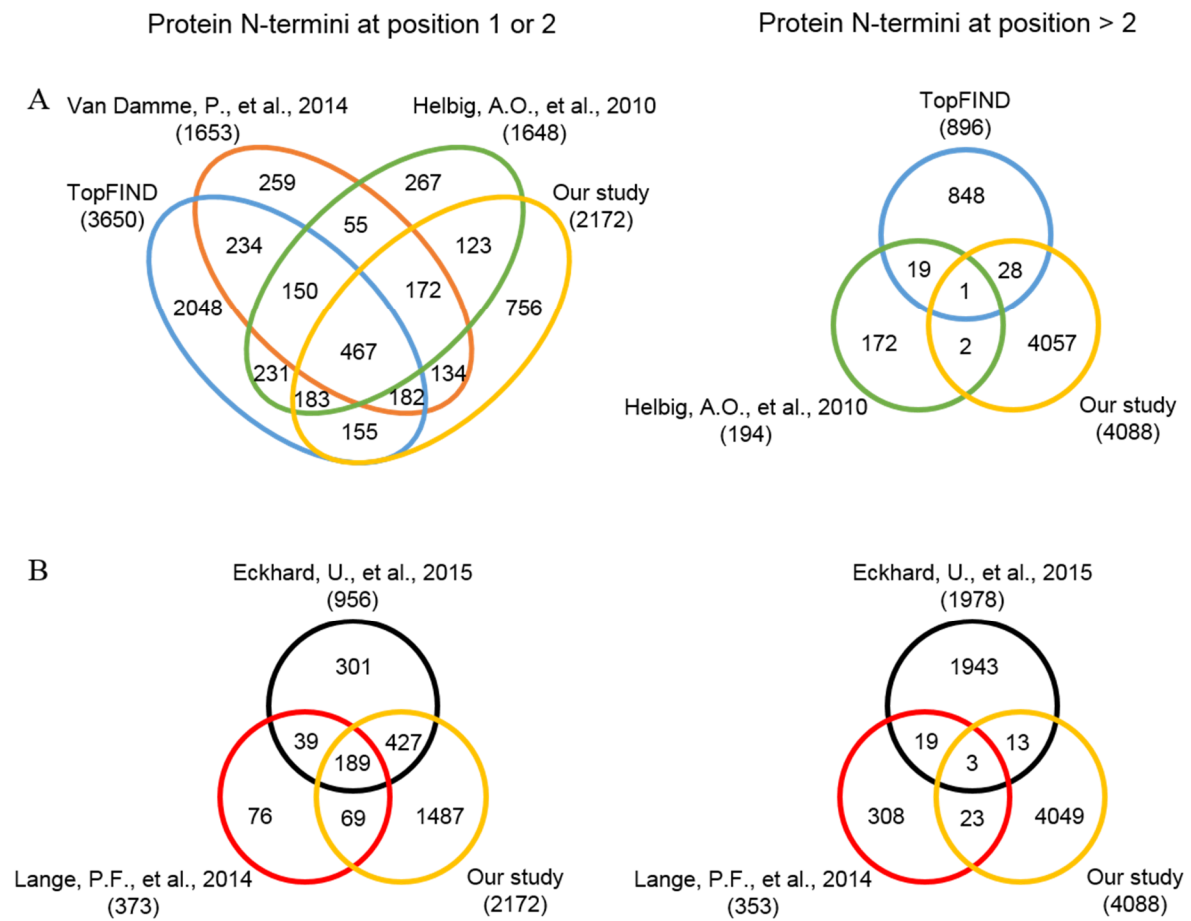 Protein N-termini at position 1 or 2
Protein N-termini at position > 2
A
Van Damme, P., et al., 2014
(1653)
Helbig, A.O., et al., 2010
(1648)
TopFIND
(3650)
Our study
(2172)
259
267
55
234
123
150
172
2048
756
467
231
134
183
182
155
TopFIND
(896)
848
19
28
1
172
2
4057
Helbig, A.O., et al., 2010
(194)
Our study
(4088)
B
Eckhard, U., et al., 2015
(956)
301
39
427
189
76
69
1487
Lange, P.F., et al., 2014
(373)
Our study
(2172)
Eckhard, U., et al., 2015
(1978)
1943
19
13
3
308
23
4049
Lange, P.F., et al., 2014
(353)
Our study
(4088)